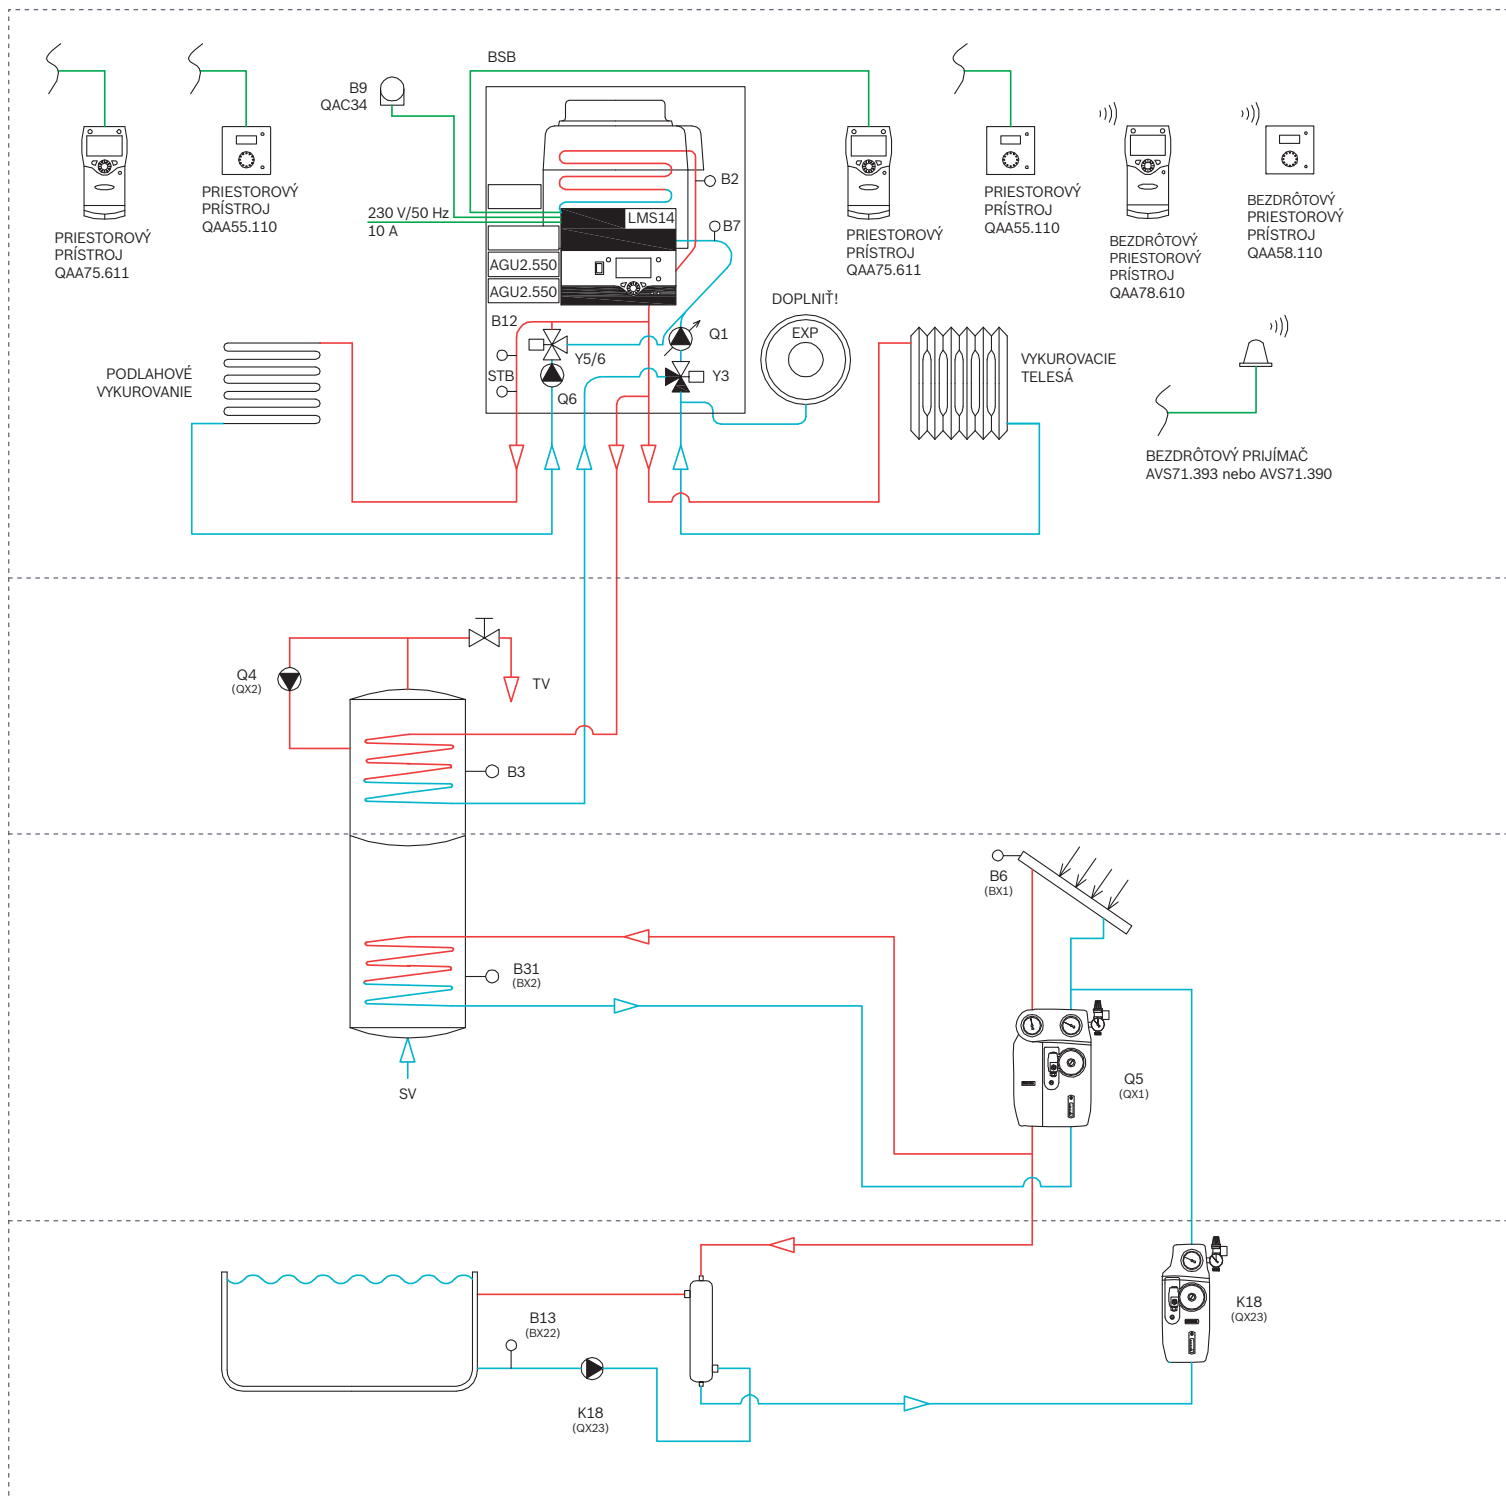 BSB
B9
QAC34
PRIESTOROVÝ
PRÍSTROJ
QAA75.611
PRIESTOROVÝ
PRÍSTROJ
QAA55.110
230 V/50 Hz
10 A
LMS14
B2
B7
AGU2.550
AGU2.550
B12
STB
Y5/6
Q6
Q1
Y3
DOPLNIŤ!
EXP
PRIESTOROVÝ
PRÍSTROJ
QAA75.611
PRIESTOROVÝ
PRÍSTROJ
QAA55.110
BEZDRÔTOVÝ
PRIESTOROVÝ
PRÍSTROJ
QAA78.610
BEZDRÔTOVÝ
PRIESTOROVÝ
PRÍSTROJ
QAA58.110
PODLAHOVÉ
VYKUROVANIE
VYKUROVACIE
TELESÁ
BEZDRÔTOVÝ PRIJÍMAČ
AVS71.393 nebo AVS71.390
Q4
(QX2)
TV
B3
B6
(BX1)
B31
(BX2)
SV
Q5
(QX1)
B13
(BX22)
K18
(QX23)
K18
(QX23)